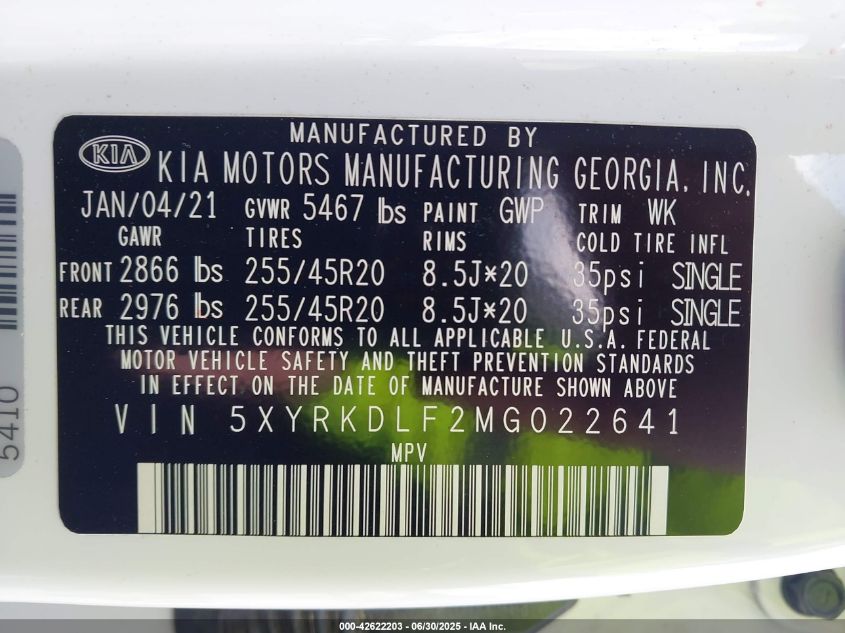 MANUFACTURED BY
KIA KIA MOTORS MANUFACTURING GEORGIA, INC.
JAN/04/21 GVWR 5467 lbs PAINT GWP TRIM WK
GAWR TIRES RIMS COLD TIRE INFL
FRONT 2866 lbs 255/45R20 8.5J*20 35psi SINGLE
REAR 2976 lbs 255/45R20 8.5J*20 35psi SINGLE
THIS VEHICLE CONFORMS TO ALL APPLICABLE U.S.A. FEDERAL
MOTOR VEHICLE SAFETY AND THEFT PREVENTION STANDARDS
IN EFFECT ON THE DATE OF MANUFACTURE SHOWN ABOVE
VIN 5XYRKDLF2MG022641
MPV
5410
000-42622203 - 06/30/2025 - IAA Inc.